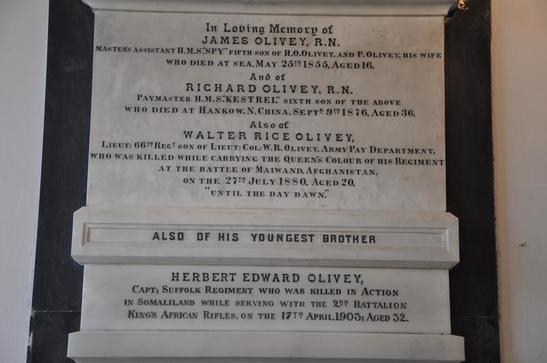 In Loving Memory of
JAMES OLIVEY, R.N.
MASTER'S ASSISTANT H.M.S. "SPY" FIFTH SON OF H.O. OLIVEY, AND P. OLIVEY, HIS WIFE
WHO DIED AT SEA, MAY 25TH 1855, AGED 16.
And of
RICHARD OLIVEY, R.N.
PAYMASTER H.M.S. "KESTREL" SIXTH SON OF THE ABOVE
WHO DIED AT HANKOW, N. CHINA, SEPTR 9TH 1876, AGED 36.
Also of
WALTER RICE OLIVEY,
LIEUT: 66TH REGT SON OF LIEUT: COL: W.R. OLIVEY, ARMY PAY DEPARTMENT,
WHO WAS KILLED WHILE CARRYING THE QUEEN'S COLOUR OF HIS REGIMENT
AT THE BATTLE OF MAIWAND, AFGHANISTAN,
ON THE 27TH JULY 1880, AGED 20.
"UNTIL THE DAY DAWN."
ALSO OF HIS YOUNGEST BROTHER
HERBERT EDWARD OLIVEY,
CAPT; SUFFOLK REGIMENT WHO WAS KILLED IN ACTION
IN SOMALILAND WHILE SERVING WITH THE 2ND BATTALION
KING'S AFRICAN RIFLES, ON THE 17TH APRIL, 1903; AGED 32.